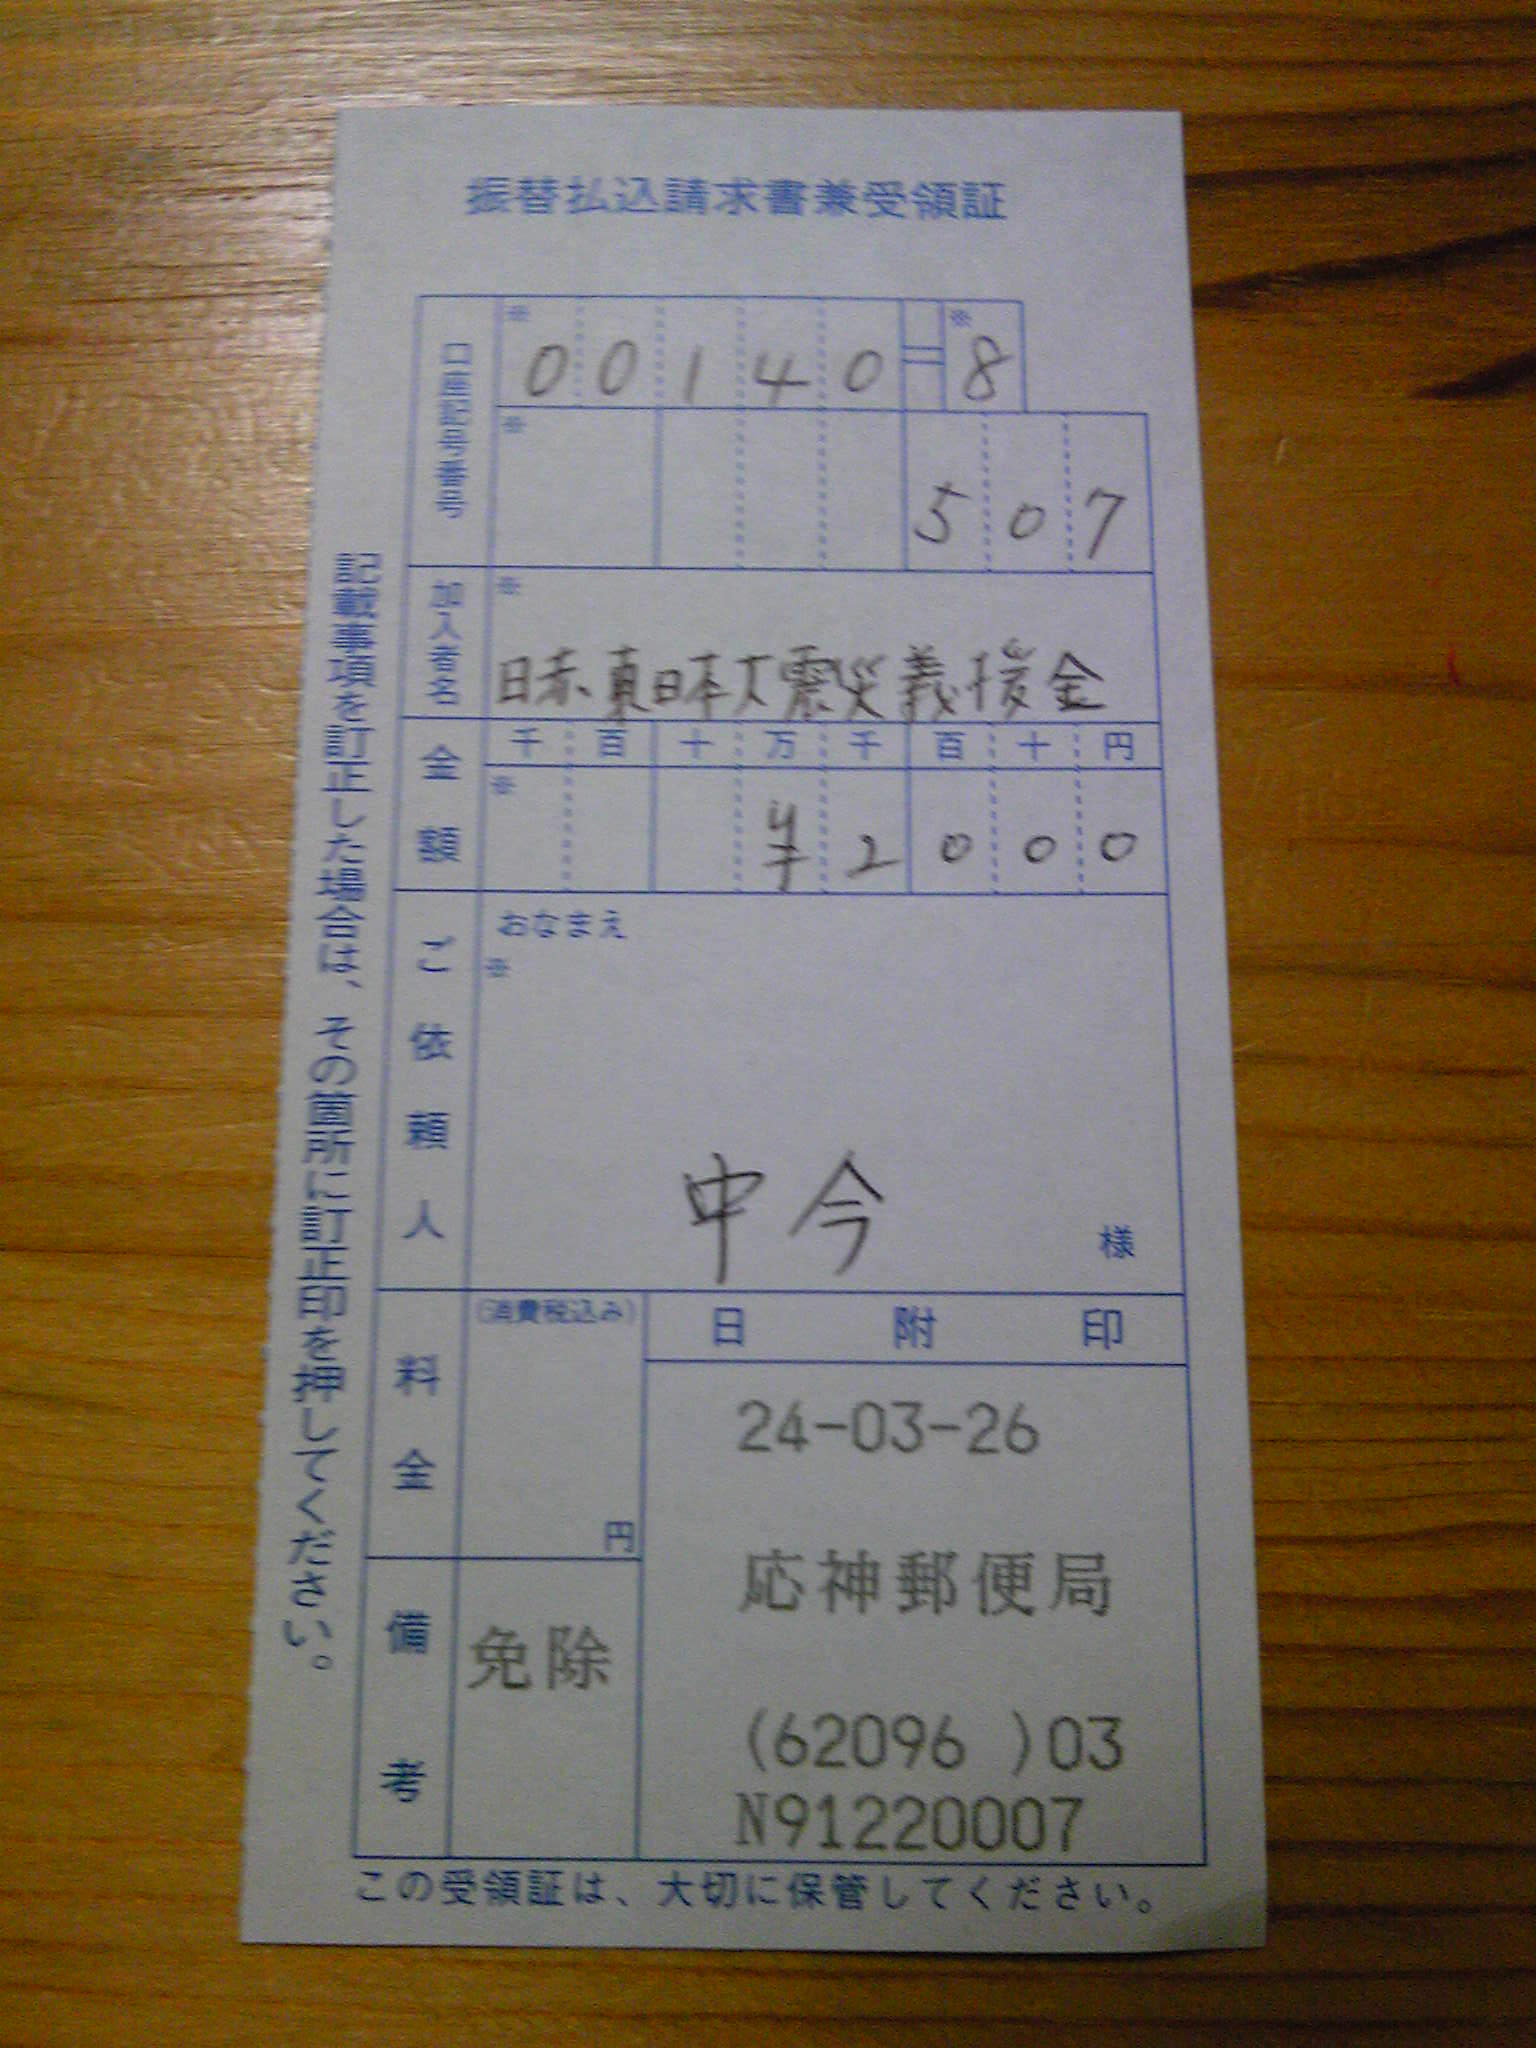 振替払込請求書兼受領証
口座記号番号
※ ※
00140-8
※
507
加入者名
※
日赤東日本大震災義援金
金額
千百十万千百十円
※
¥2000
ご依頼人
おなまえ
※
中今 様
料金
(消費税込み)
円
日附印
24-03-26
応神郵便局
(62096 )03
N91220007
備考
免除
記載事項を訂正した場合は、その箇所に訂正印を押してください。
この受領証は、大切に保管してください。